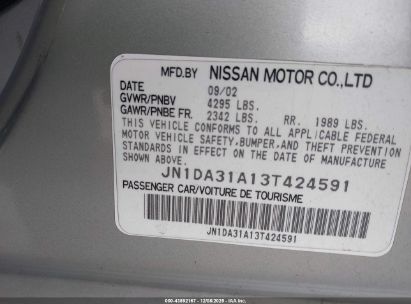 MFD.BY NISSAN MOTOR CO.,LTD
DATE 09/02
GVWR/PNBV 4295 LBS.
GAWR/PNBE FR. 2342 LBS. RR. 1989 LBS.
THIS VEHICLE CONFORMS TO ALL APPLICABLE FEDERAL
MOTOR VEHICLE SAFETY,BUMPER,AND THEFT PREVENTION
STANDARDS IN EFFECT ON THE DATE OF MANUFACTURE
SHOWN ABOVE.
JN1DA31A13T424591
PASSENGER CAR/VOITURE DE TOURISME
JN1DA31A13T424591